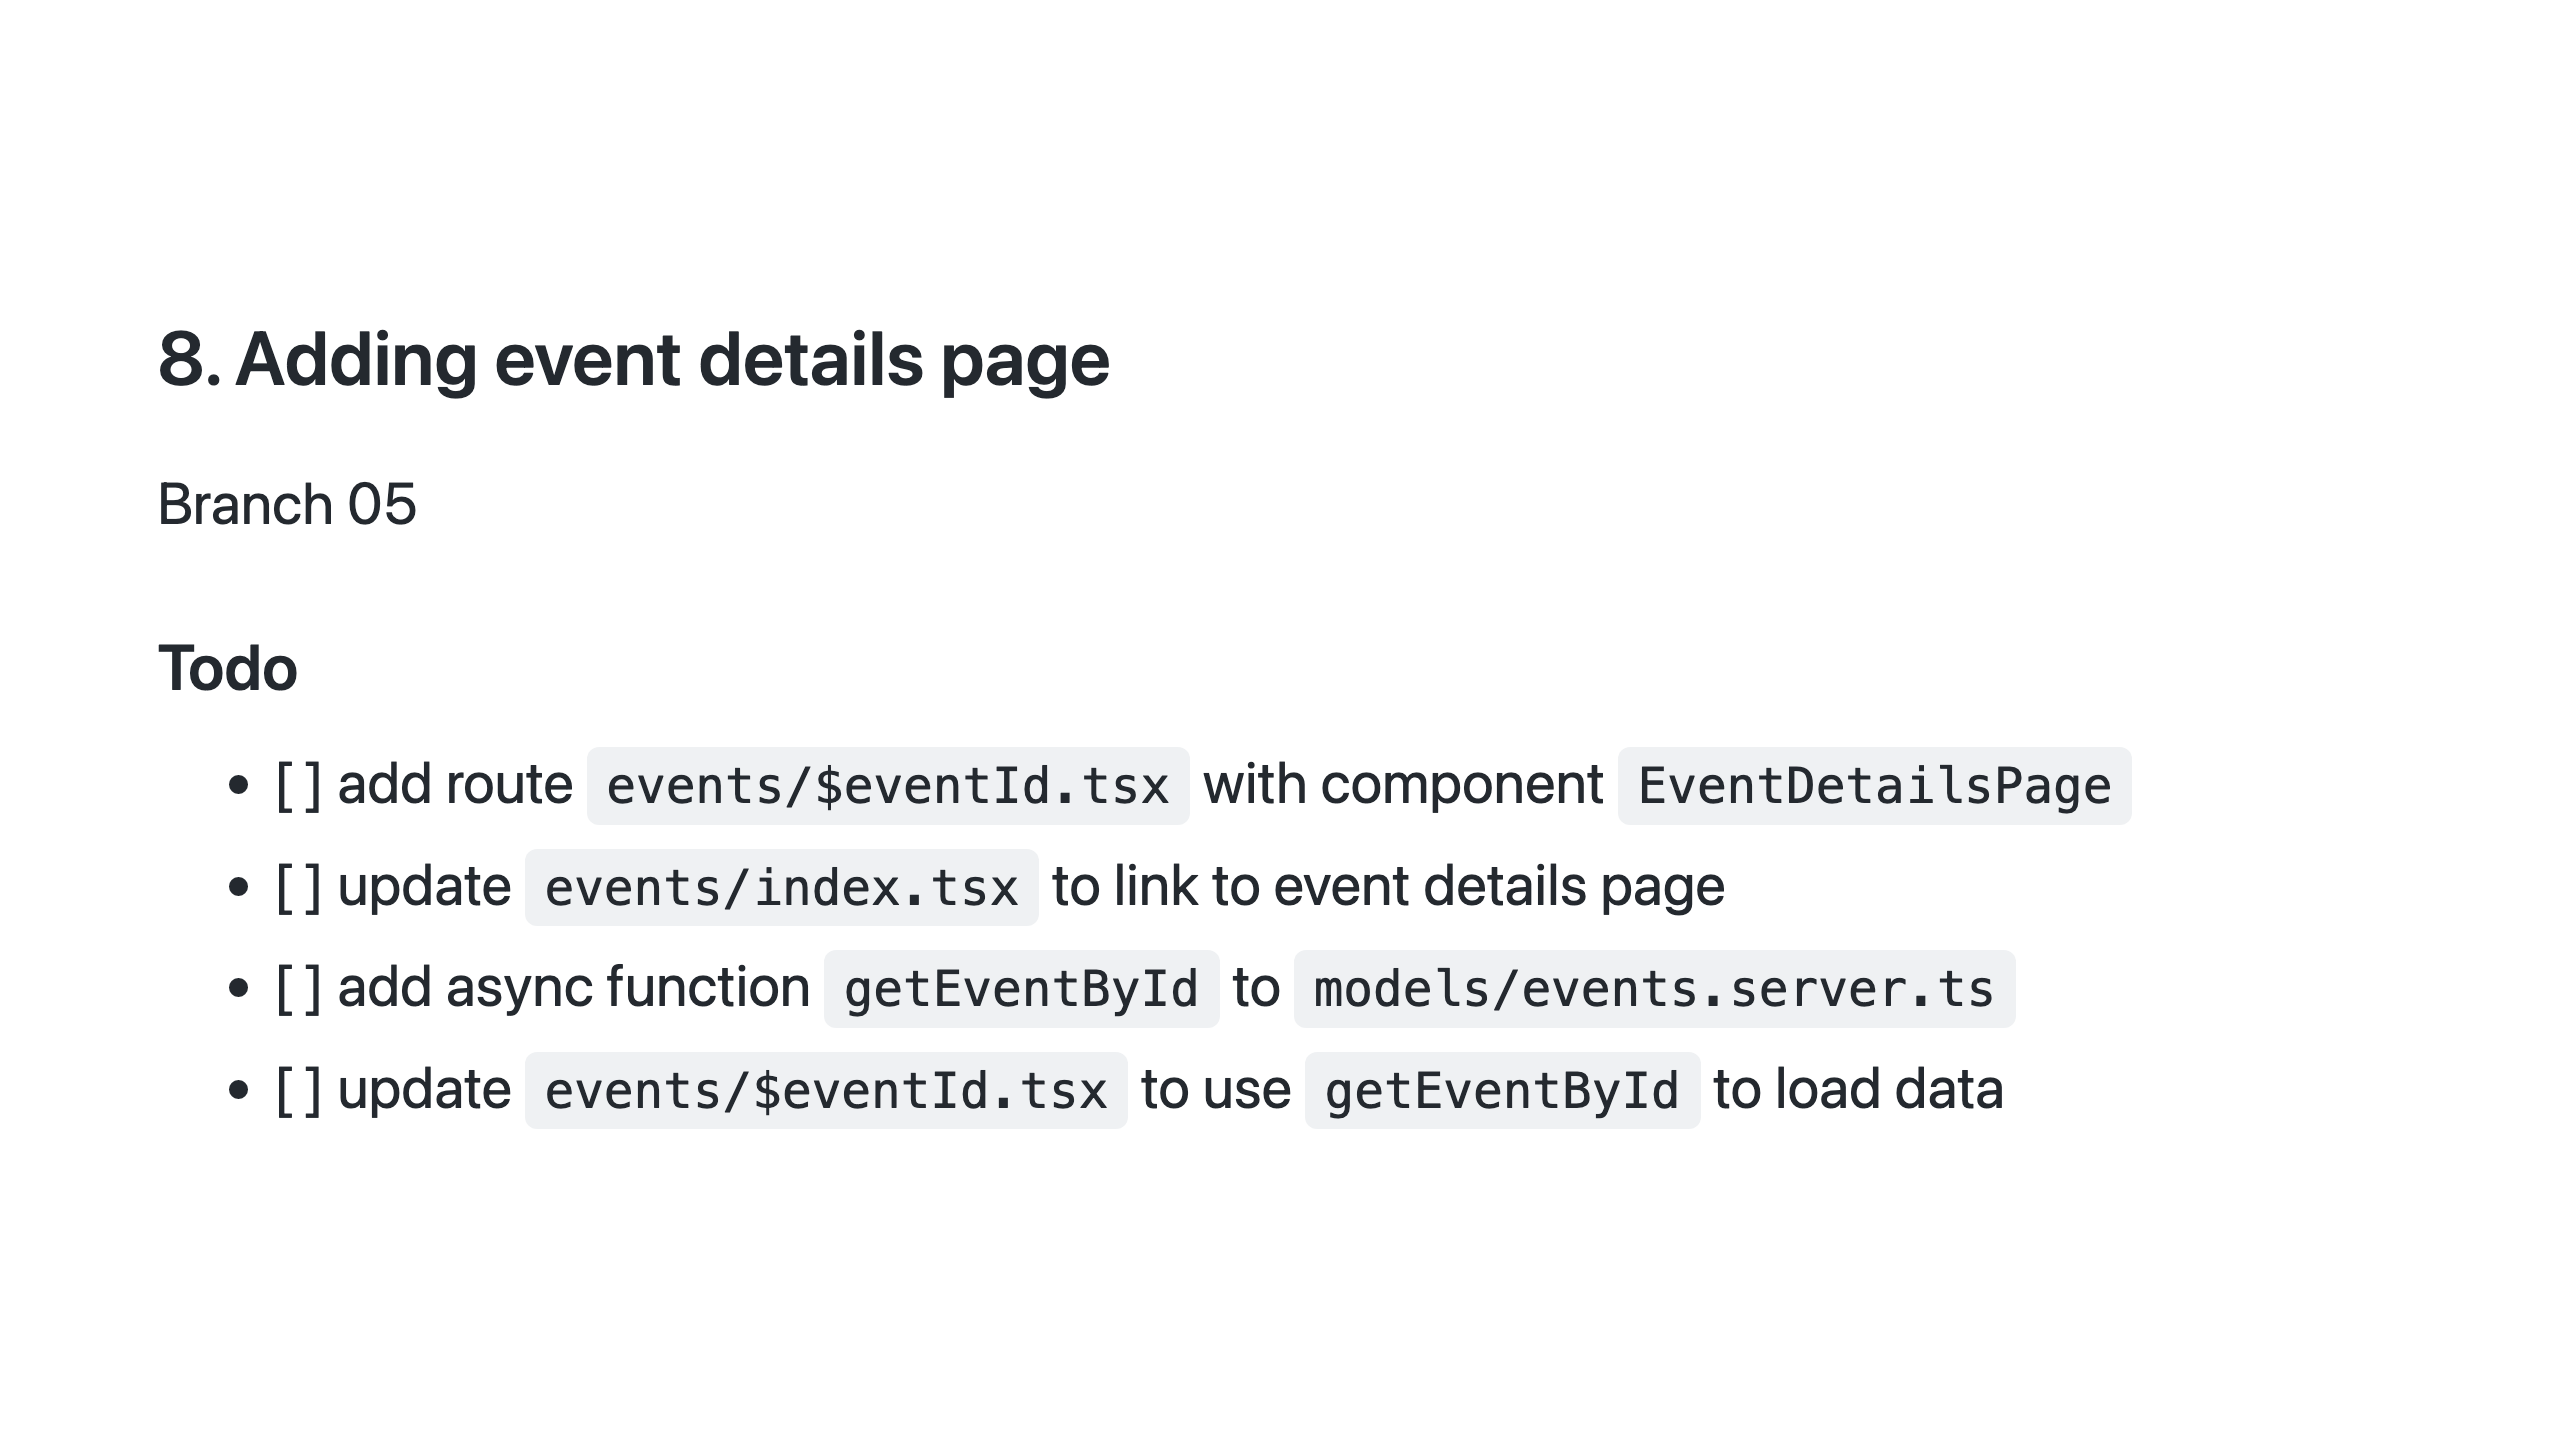 8. Adding event details page
Branch 05
Todo
• [ ] add route events/$eventId.tsx with component EventDetailsPage
• [ ] update events/index.tsx to link to event details page
• [ ] add async function getEventById to models/events.server.ts
• [ ] update events/$eventId.tsx to use getEventById to load data